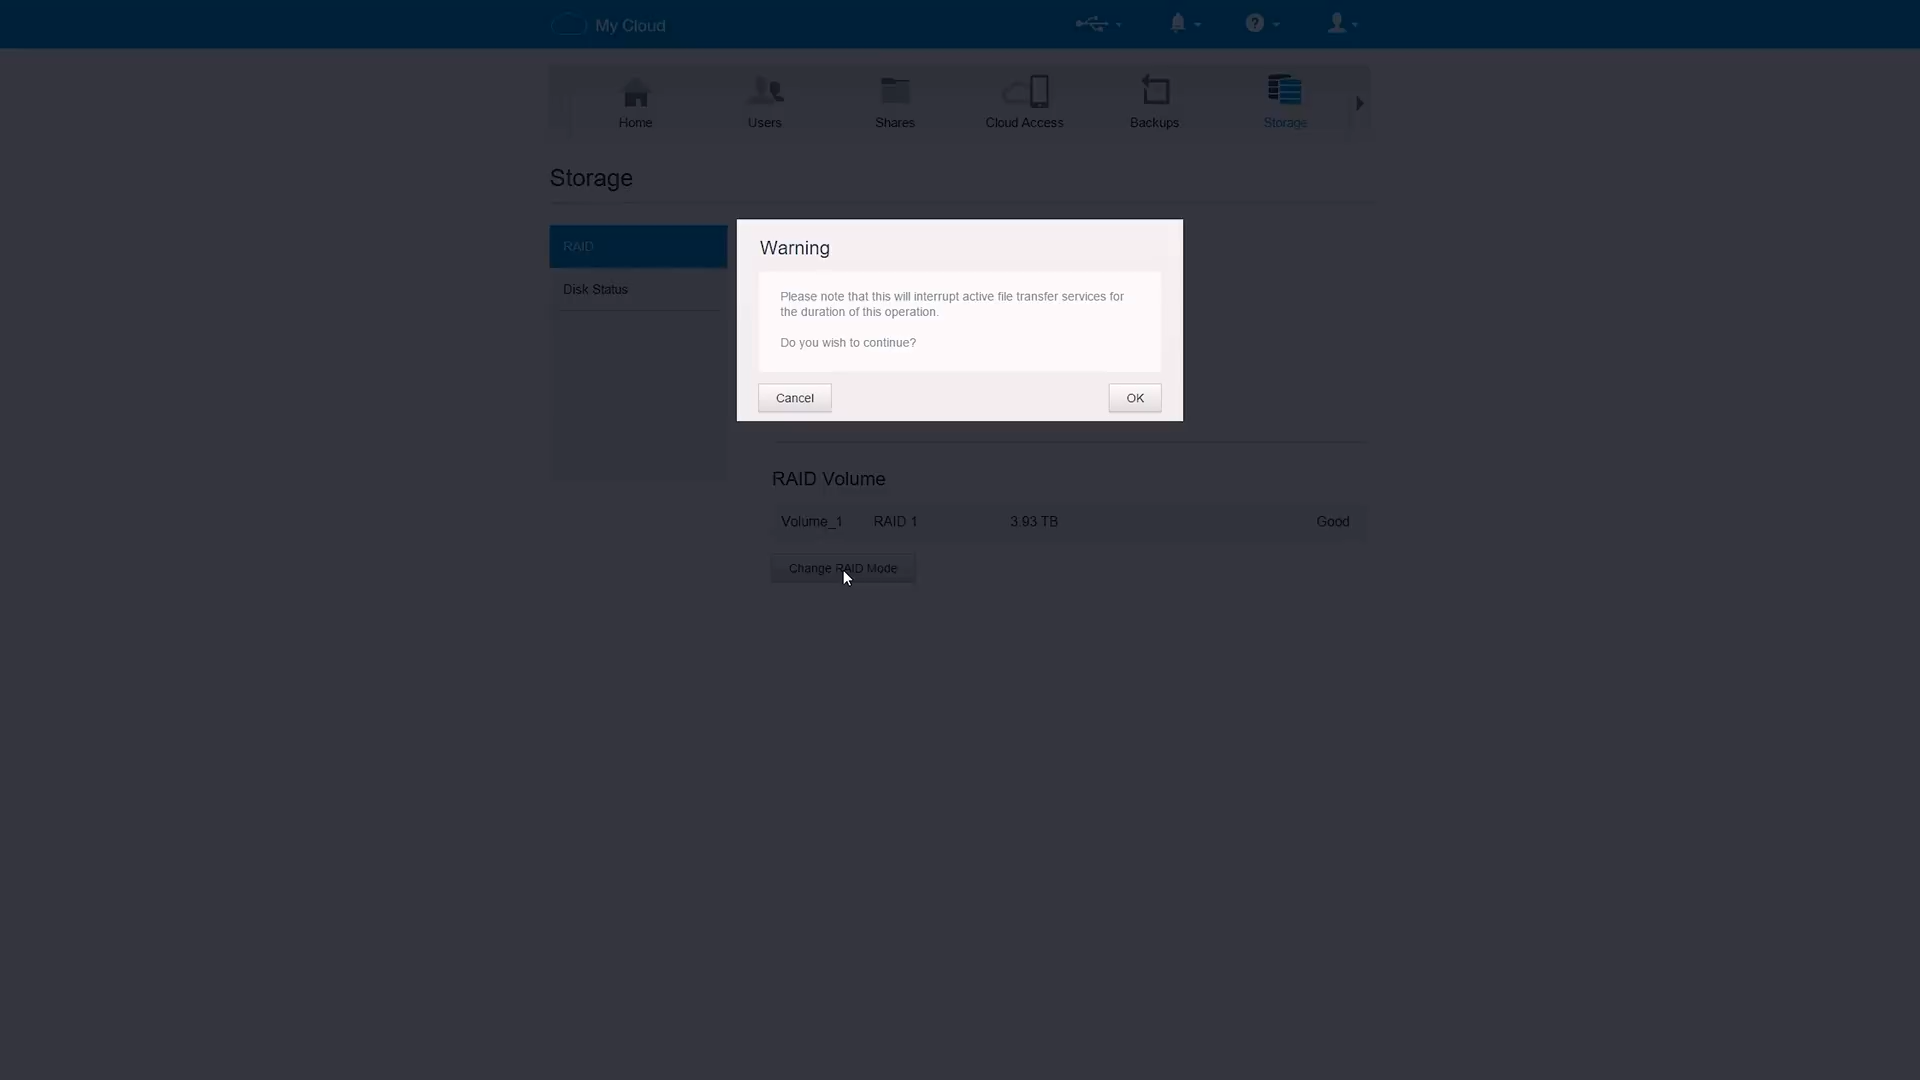 My Cloud
Home
Users
Shares
Cloud Access
Backups
Storage
Storage
RAID
Disk Status
Warning
Please note that this will interrupt active file transfer services for
the duration of this operation.
Do you wish to continue?
Cancel
OK
RAID Volume
Volume_1 RAID 1 3.93 TB Good
Change RAID Mode